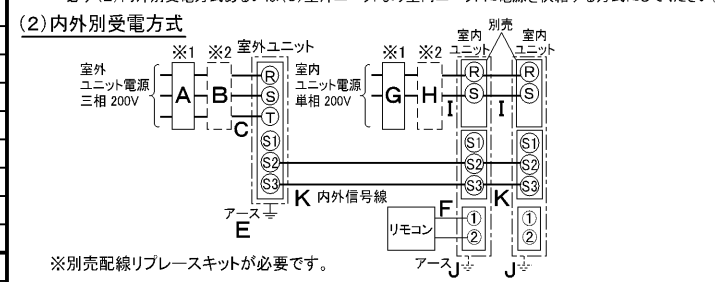 (2)内外別受電方式
別売
※1 ※2 室外ユニット ※1 ※2 室内ユニット 室内ユニット
室外ユニット電源 三相 200V
A B C
R
S
T
S1
S2
S3
アース
E
室内ユニット電源 単相 200V
G H I I
R R
S S
S1 S1
S2 S2
S3 S3
K 内外信号線 K
リモコン F
① ①
② ②
アース J J
※別売配線リプレースキットが必要です。